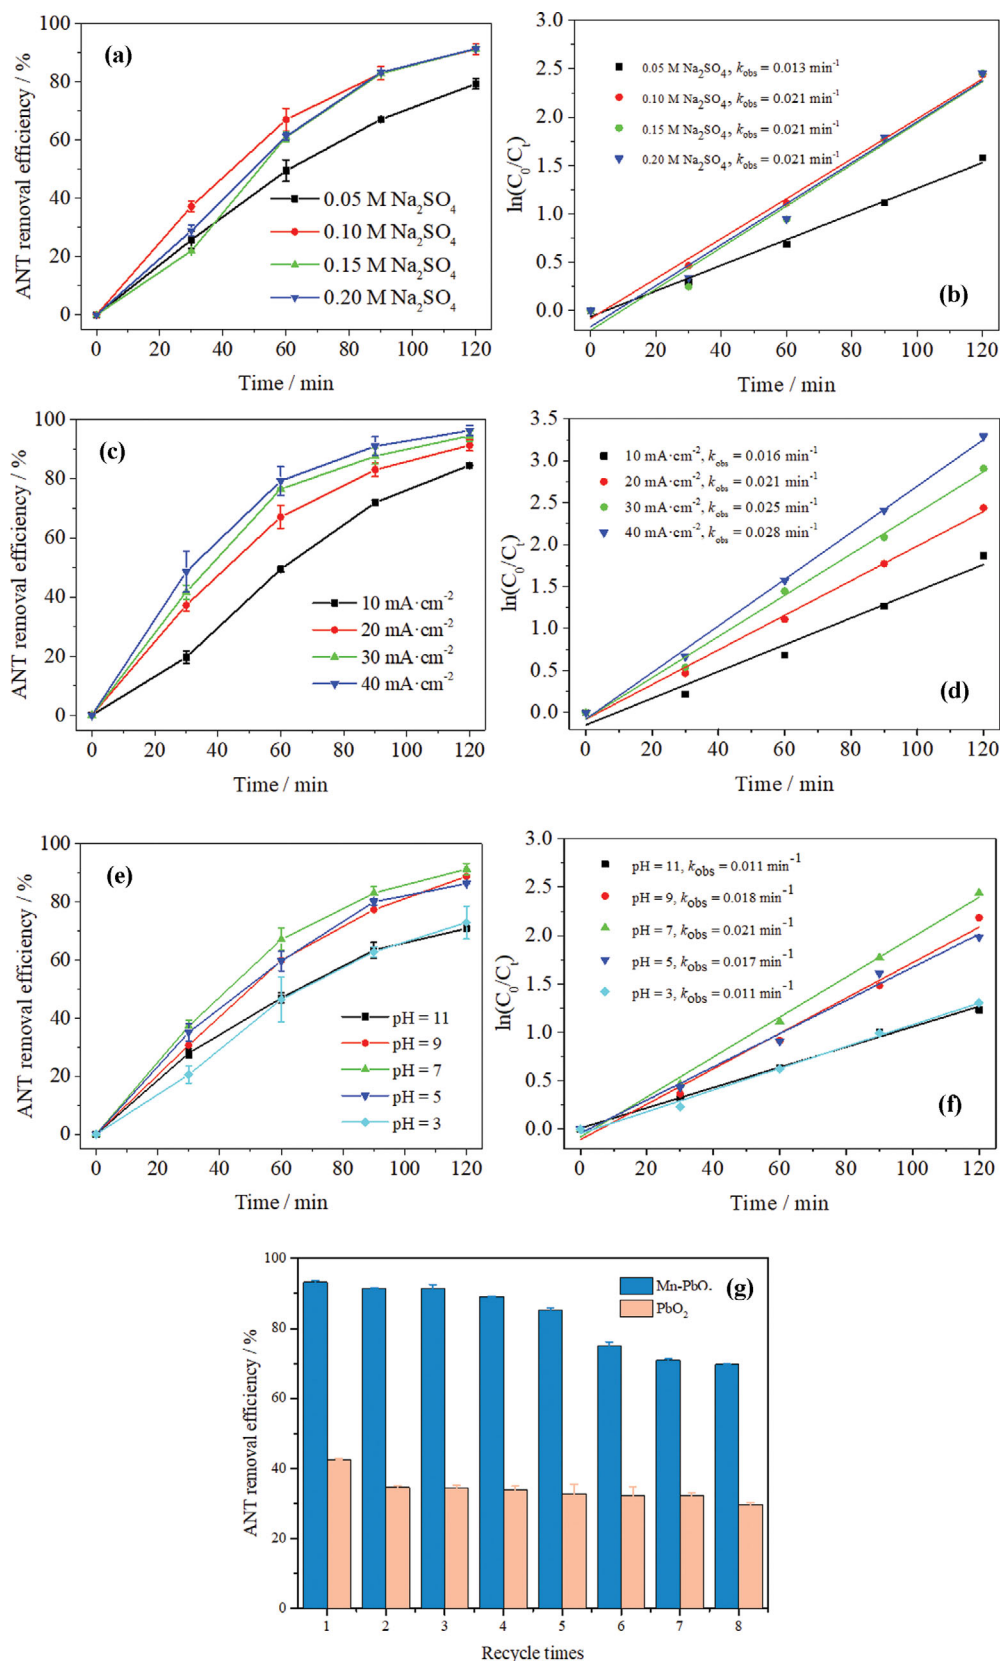 (a)
ANT removal efficiency / %
100
80
60
40
20
0
0.05 M Na₂SO₄
0.10 M Na₂SO₄
0.15 M Na₂SO₄
0.20 M Na₂SO₄
0 20 40 60 80 100 120
Time / min
(b)
ln(C₀/Cₜ)
3.0
2.5
2.0
1.5
1.0
0.5
0.0
0.05 M Na₂SO₄, k_obs = 0.013 min⁻¹
0.10 M Na₂SO₄, k_obs = 0.021 min⁻¹
0.15 M Na₂SO₄, k_obs = 0.021 min⁻¹
0.20 M Na₂SO₄, k_obs = 0.021 min⁻¹
0 20 40 60 80 100 120
Time / min
(c)
ANT removal efficiency / %
100
80
60
40
20
0
10 mA·cm⁻²
20 mA·cm⁻²
30 mA·cm⁻²
40 mA·cm⁻²
0 20 40 60 80 100 120
Time / min
(d)
ln(C₀/Cₜ)
3.5
3.0
2.5
2.0
1.5
1.0
0.5
0.0
10 mA·cm⁻², k_obs = 0.016 min⁻¹
20 mA·cm⁻², k_obs = 0.021 min⁻¹
30 mA·cm⁻², k_obs = 0.025 min⁻¹
40 mA·cm⁻², k_obs = 0.028 min⁻¹
0 20 40 60 80 100 120
Time / min
(e)
ANT removal efficiency / %
100
80
60
40
20
0
pH = 11
pH = 9
pH = 7
pH = 5
pH = 3
0 20 40 60 80 100 120
Time / min
(f)
ln(C₀/Cₜ)
3.0
2.5
2.0
1.5
1.0
0.5
0.0
pH = 11, k_obs = 0.011 min⁻¹
pH = 9, k_obs = 0.018 min⁻¹
pH = 7, k_obs = 0.021 min⁻¹
pH = 5, k_obs = 0.017 min⁻¹
pH = 3, k_obs = 0.011 min⁻¹
0 20 40 60 80 100 120
Time / min
(g)
ANT removal efficiency / %
100
80
60
40
20
0
Mn-PbO
PbO₂
1 2 3 4 5 6 7 8
Recycle times